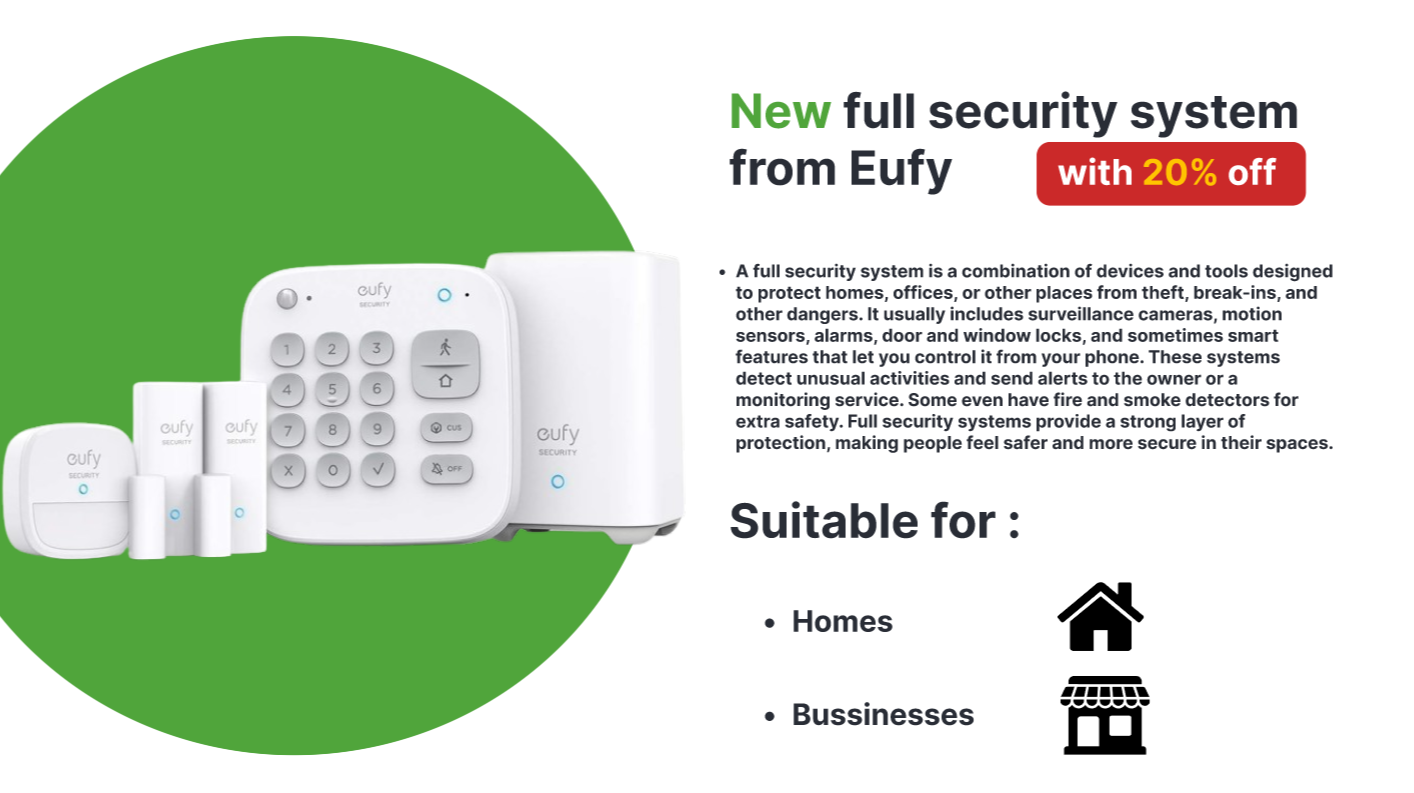 New full security system
from Eufy
with 20% off
• A full security system is a combination of devices and tools designed
to protect homes, offices, or other places from theft, break-ins, and
other dangers. It usually includes surveillance cameras, motion
sensors, alarms, door and window locks, and sometimes smart
features that let you control it from your phone. These systems
detect unusual activities and send alerts to the owner or a
monitoring service. Some even have fire and smoke detectors for
extra safety. Full security systems provide a strong layer of
protection, making people feel safer and more secure in their spaces.
Suitable for :
• Homes
• Bussinesses
eufy
SECURITY
eufy
SECURITY
eufy
SECURITY
eufy
SECURITY
1 2 3
4 5 6
7 8 9
X 0 ✓
CUS
OFF
eufy
SECURITY